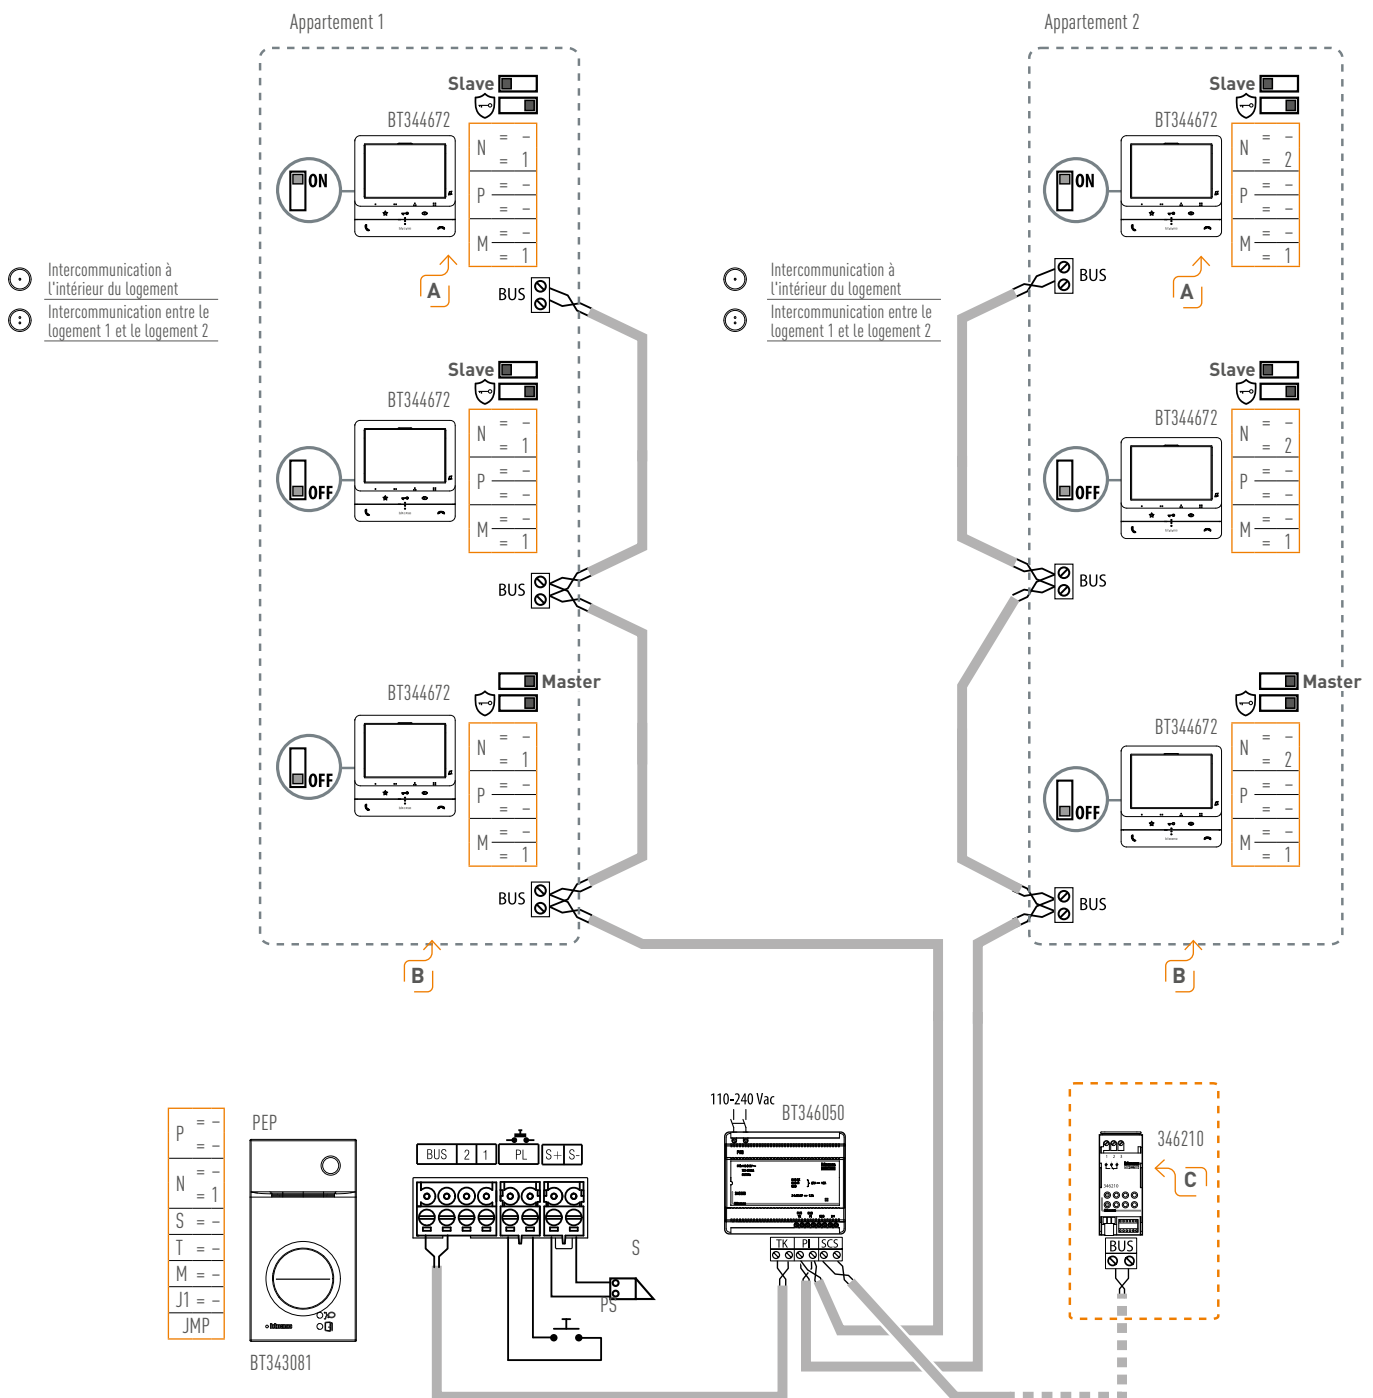 Appartement 1
Appartement 2
Slave
BT344672
ON
N = –
= 1
P = –
= –
M = –
= 1
A
BUS
Intercommunication à
l'intérieur du logement
Intercommunication entre le
logement 1 et le logement 2
Slave
BT344672
OFF
N = –
= 1
P = –
= –
M = –
= 1
BUS
Master
BT344672
OFF
N = –
= 1
P = –
= –
M = –
= 1
BUS
B
Slave
BT344672
ON
N = –
= 2
P = –
= –
M = –
= 1
A
BUS
Intercommunication à
l'intérieur du logement
Intercommunication entre le
logement 1 et le logement 2
Slave
BT344672
OFF
N = –
= 2
P = –
= –
M = –
= 1
BUS
Master
BT344672
OFF
N = –
= 2
P = –
= –
M = –
= 1
BUS
B
P = –
= –
N = –
= 1
S = –
T = –
M = –
J1 = –
JMP
PEP
BT343081
BUS 2 1 PL S+ S-
S
PS
110-240 Vac
BT346050
TK PI SCS
346210
C
1 2 3
346210
BUS